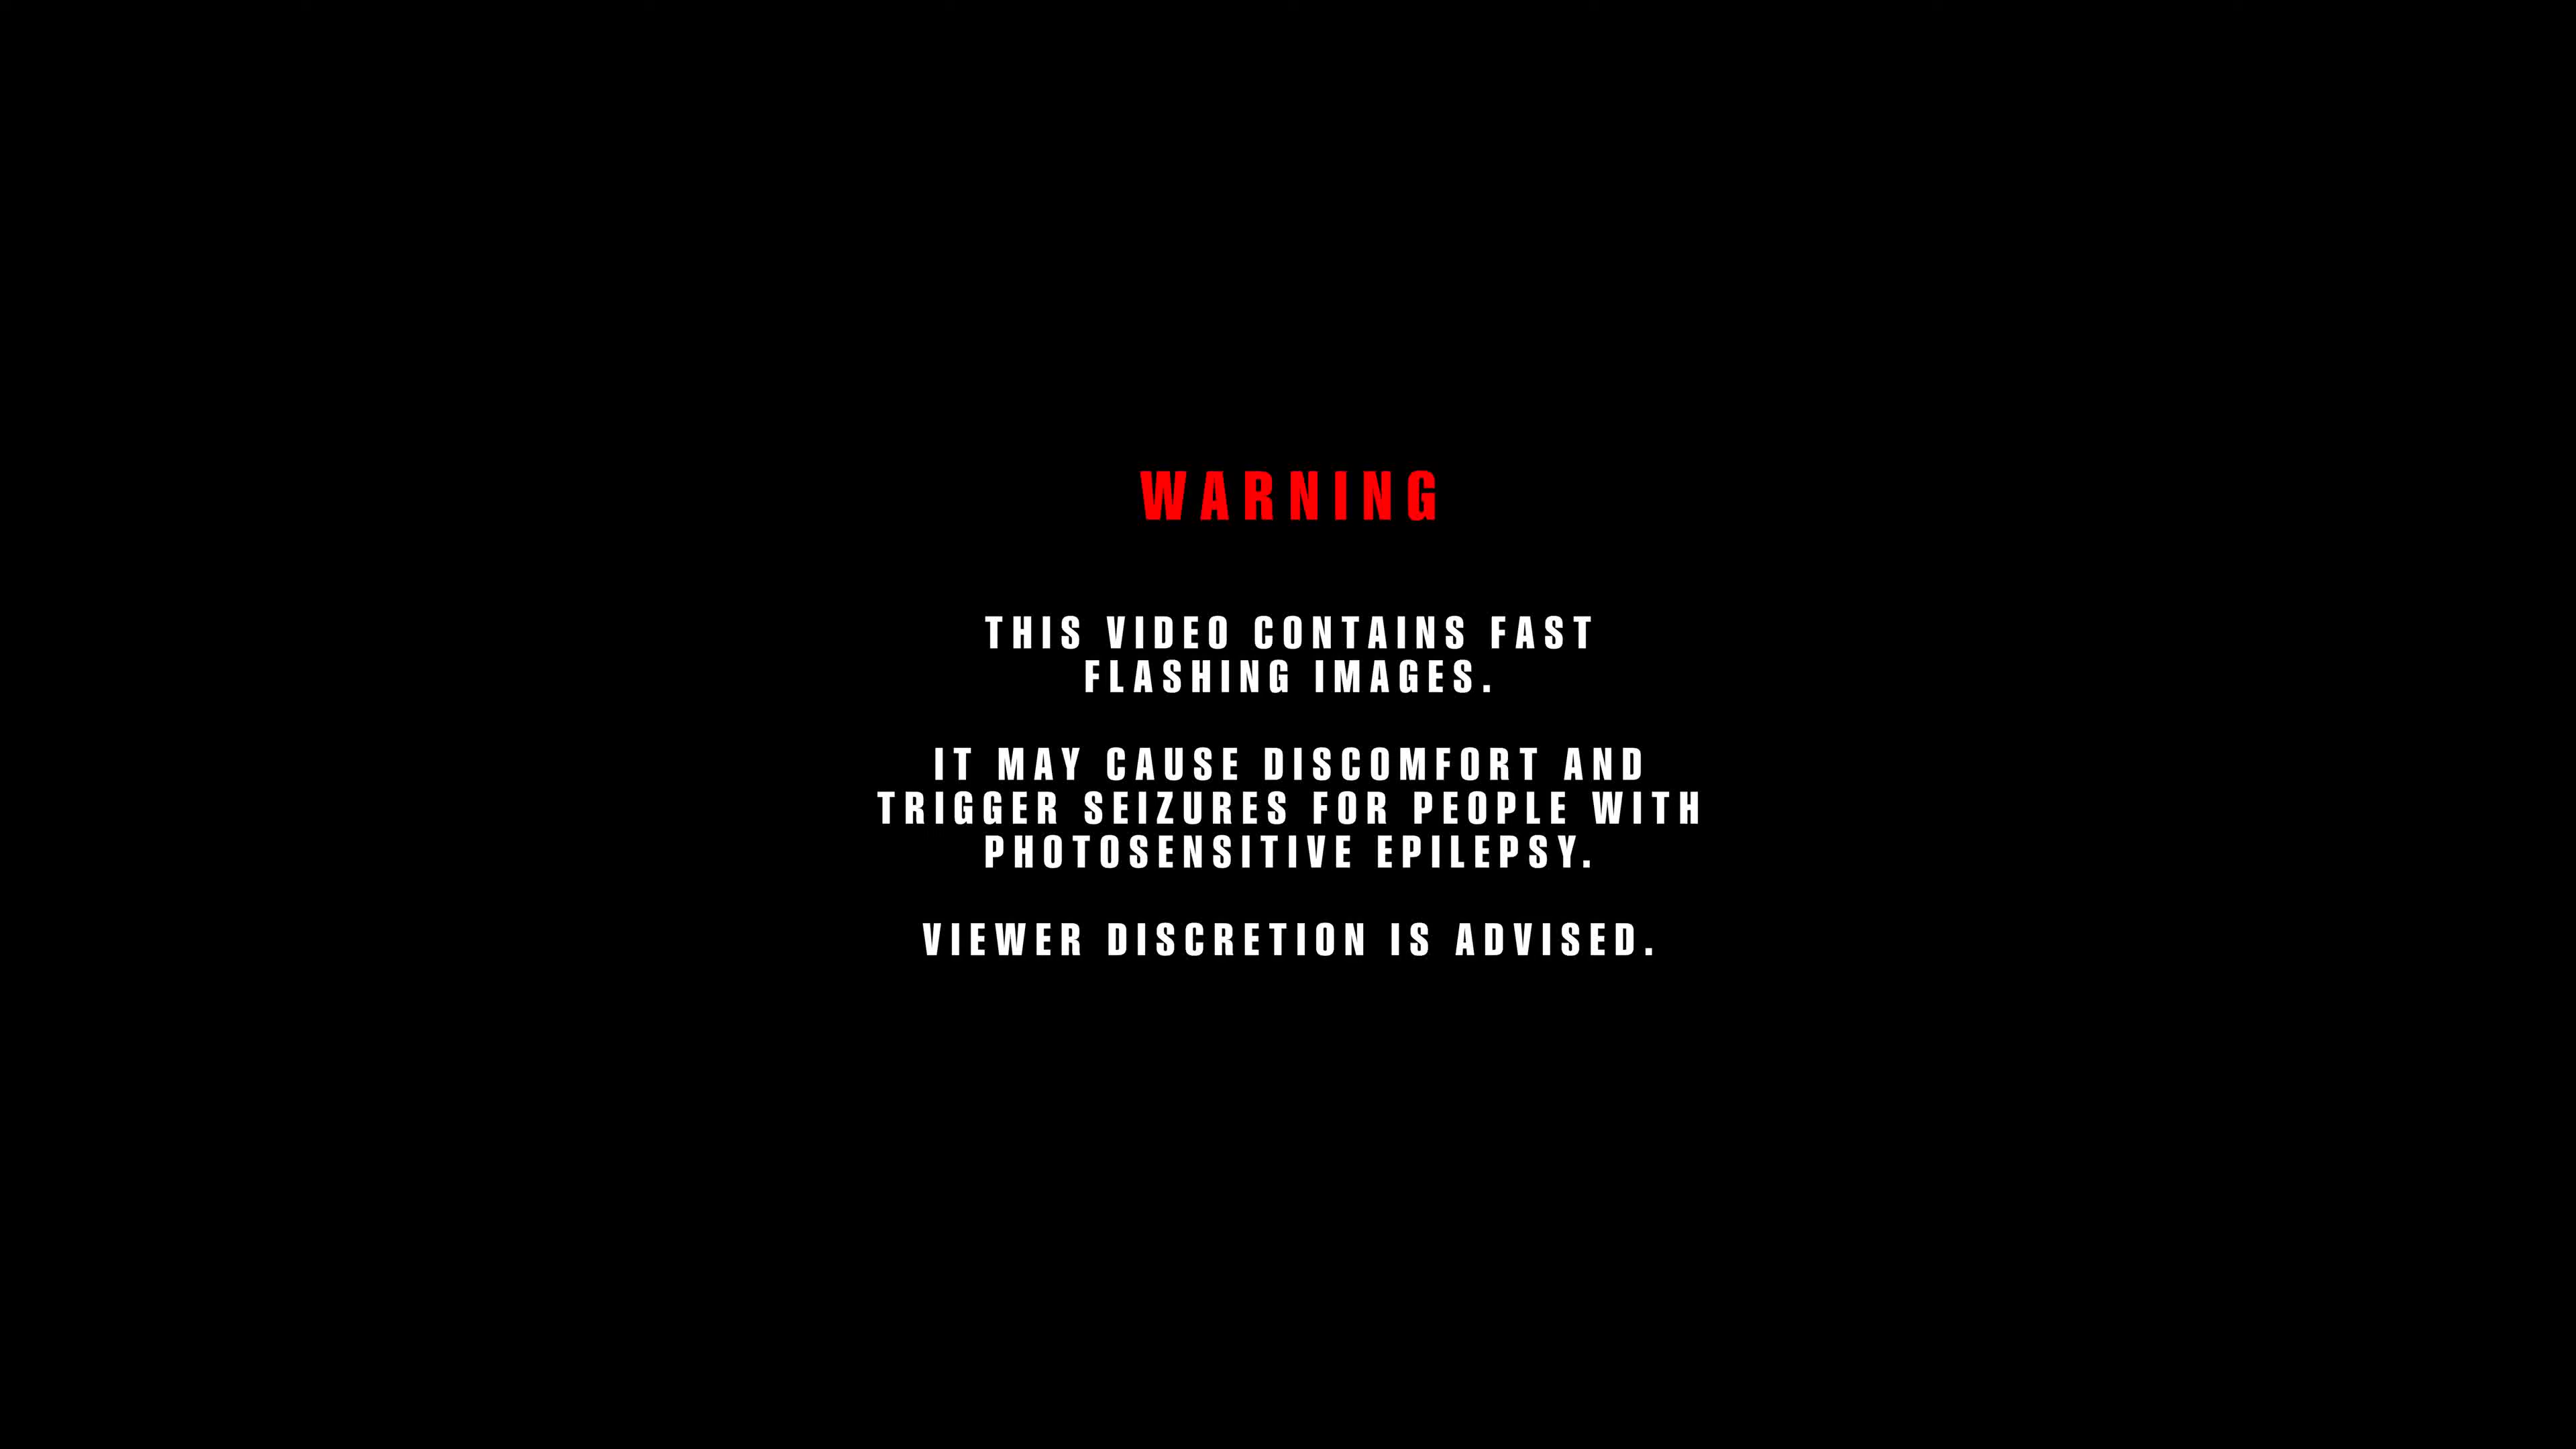 WARNING
THIS VIDEO CONTAINS FAST
FLASHING IMAGES.
IT MAY CAUSE DISCOMFORT AND
TRIGGER SEIZURES FOR PEOPLE WITH
PHOTOSENSITIVE EPILEPSY.
VIEWER DISCRETION IS ADVISED.